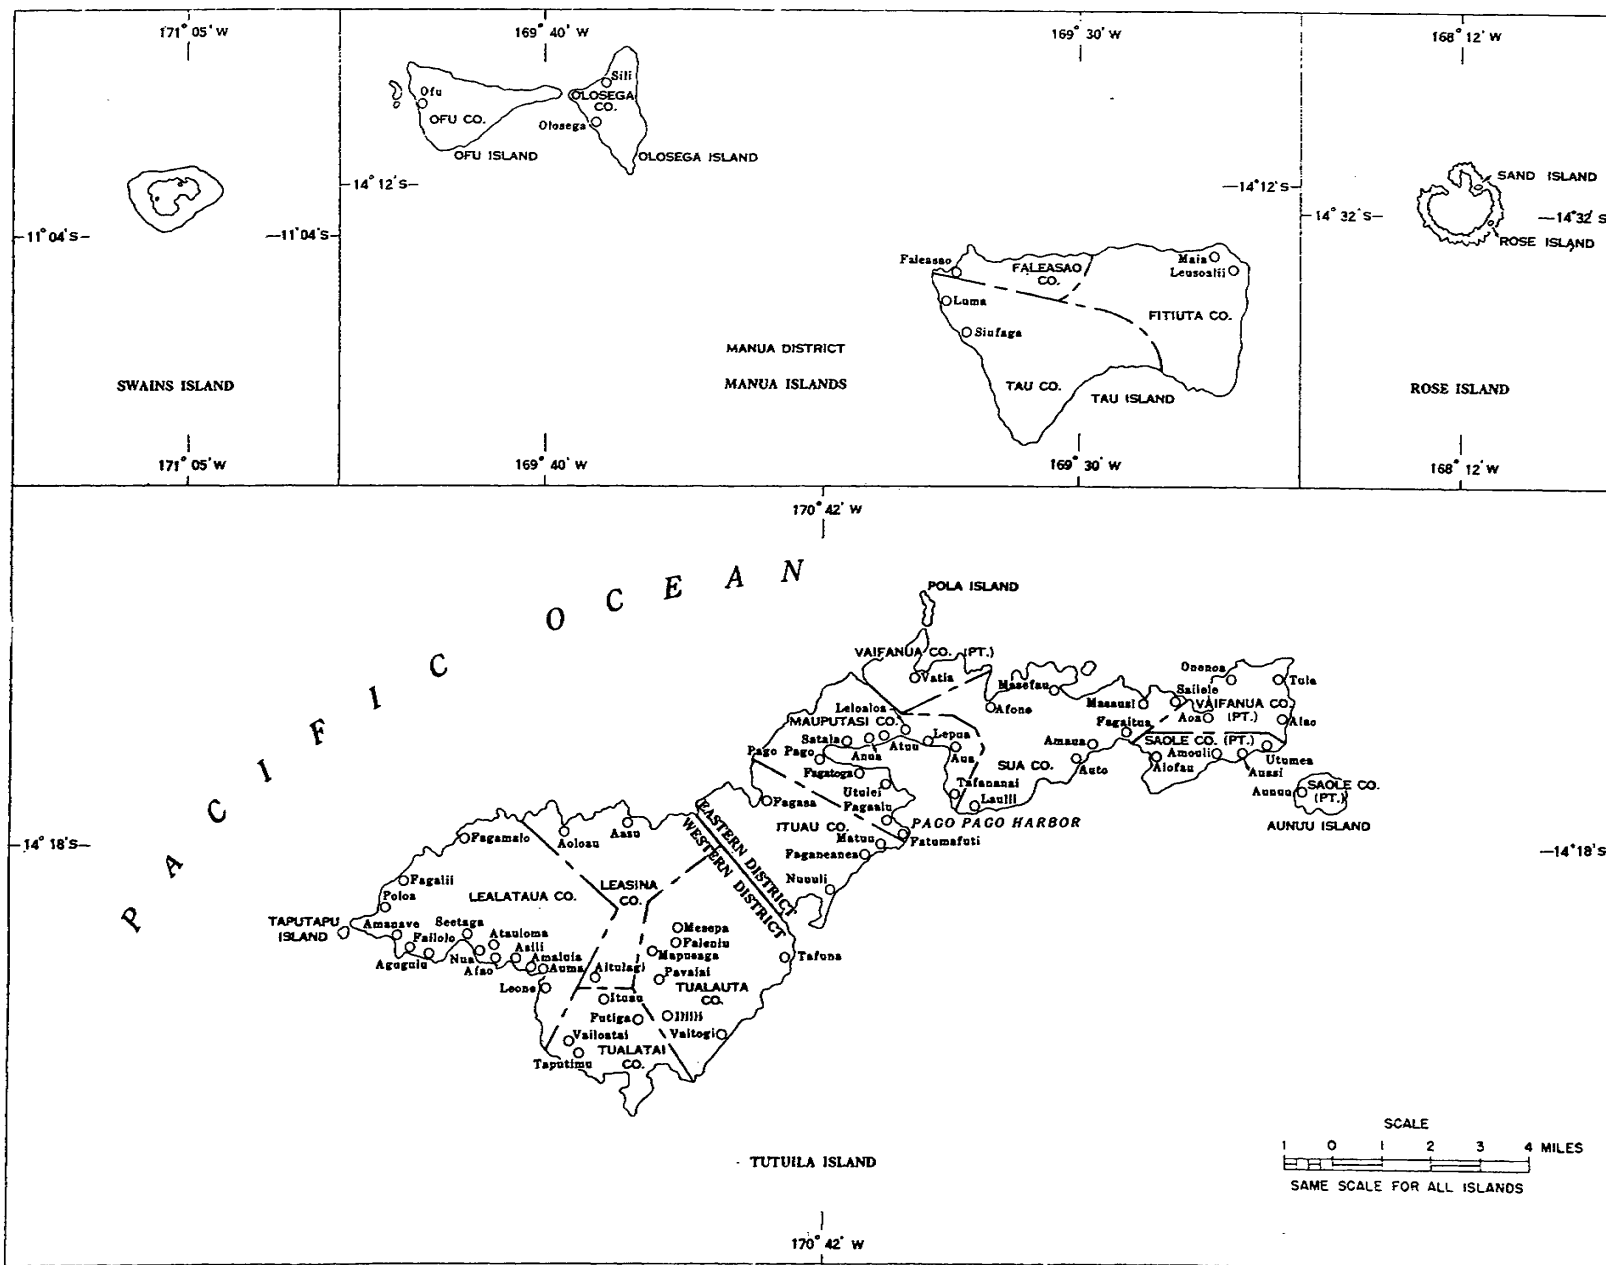 171° 05' W
169° 40' W
169° 30' W
168° 12' W
Sili
Ofu
OLOSEGA
CO.
OFU CO.
Olosega
OFU ISLAND
OLOSEGA ISLAND
14° 12' S
14° 12' S
SAND ISLAND
14° 32' S
14° 32' S
ROSE ISLAND
11° 04' S
11° 04' S
Faleasao
FALEASAO
CO.
Maia
Leusoalii
Luma
FITIUTA CO.
Siufaga
MANUA DISTRICT
MANUA ISLANDS
SWAINS ISLAND
TAU CO.
TAU ISLAND
ROSE ISLAND
171° 05' W
169° 40' W
169° 30' W
168° 12' W
170° 42' W
PACIFIC OCEAN
POLA ISLAND
VAIFANUA CO. (PT.)
Vatia
Masefau
Afono
Onenoa
Tula
Sailele
Masausi
VAIFANUA CO.
(PT.)
Aoa
Alao
Leloaloa
MAUPUTASI CO.
Fagaitua
SAOLE CO. (PT.)
Satala
Anua
Atuu
Lepua
Aua
Amaua
Amouli
Utumea
Pago Pago
SUA CO.
Auto
Alofau
Aussi
Fagatoga
Utulei
Tafananai
Aunuu
SAOLE CO.
(PT.)
Fagasa
Fagaalu
Laulii
ITUAU CO.
PAGO PAGO HARBOR
AUNUU ISLAND
Matuu
Fatumafuti
Faganeanea
Nuuuli
EASTERN DISTRICT
WESTERN DISTRICT
14° 18' S
14° 18' S
Fagamalo
Aoloau
Aasu
Fagalii
LEASINA
CO.
LEALATAUA CO.
Poloa
TAPUTAPU
ISLAND
Amanave
Failolo
Seetaga
Atauloma
Agugulu
Nua
Afao
Asili
Amaluia
Auma
Leone
Aitulagi
Mesepa
Faleniu
Mapusaga
Pavaiai
Tafuna
TUALAUTA
CO.
Ituau
Futiga
Iliili
Vaitogi
Vailoatai
Taputimu
TUALATAI
CO.
TUTUILA ISLAND
SCALE
1 0 1 2 3 4 MILES
SAME SCALE FOR ALL ISLANDS
170° 42' W